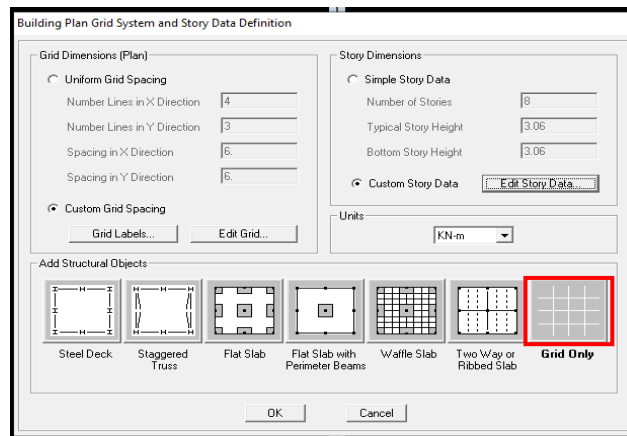 Building Plan Grid System and Story Data Definition
Grid Dimensions (Plan)
Uniform Grid Spacing
Number Lines in X Direction 4
Number Lines in Y Direction 3
Spacing in X Direction 6.
Spacing in Y Direction 6.
Custom Grid Spacing
Grid Labels... Edit Grid...
Story Dimensions
Simple Story Data
Number of Stories 8
Typical Story Height 3.06
Bottom Story Height 3.06
Custom Story Data Edit Story Data...
Units
KN-m
Add Structural Objects
Steel Deck
Staggered
Truss
Flat Slab
Flat Slab with
Perimeter Beams
Waffle Slab
Two Way or
Ribbed Slab
Grid Only
OK Cancel